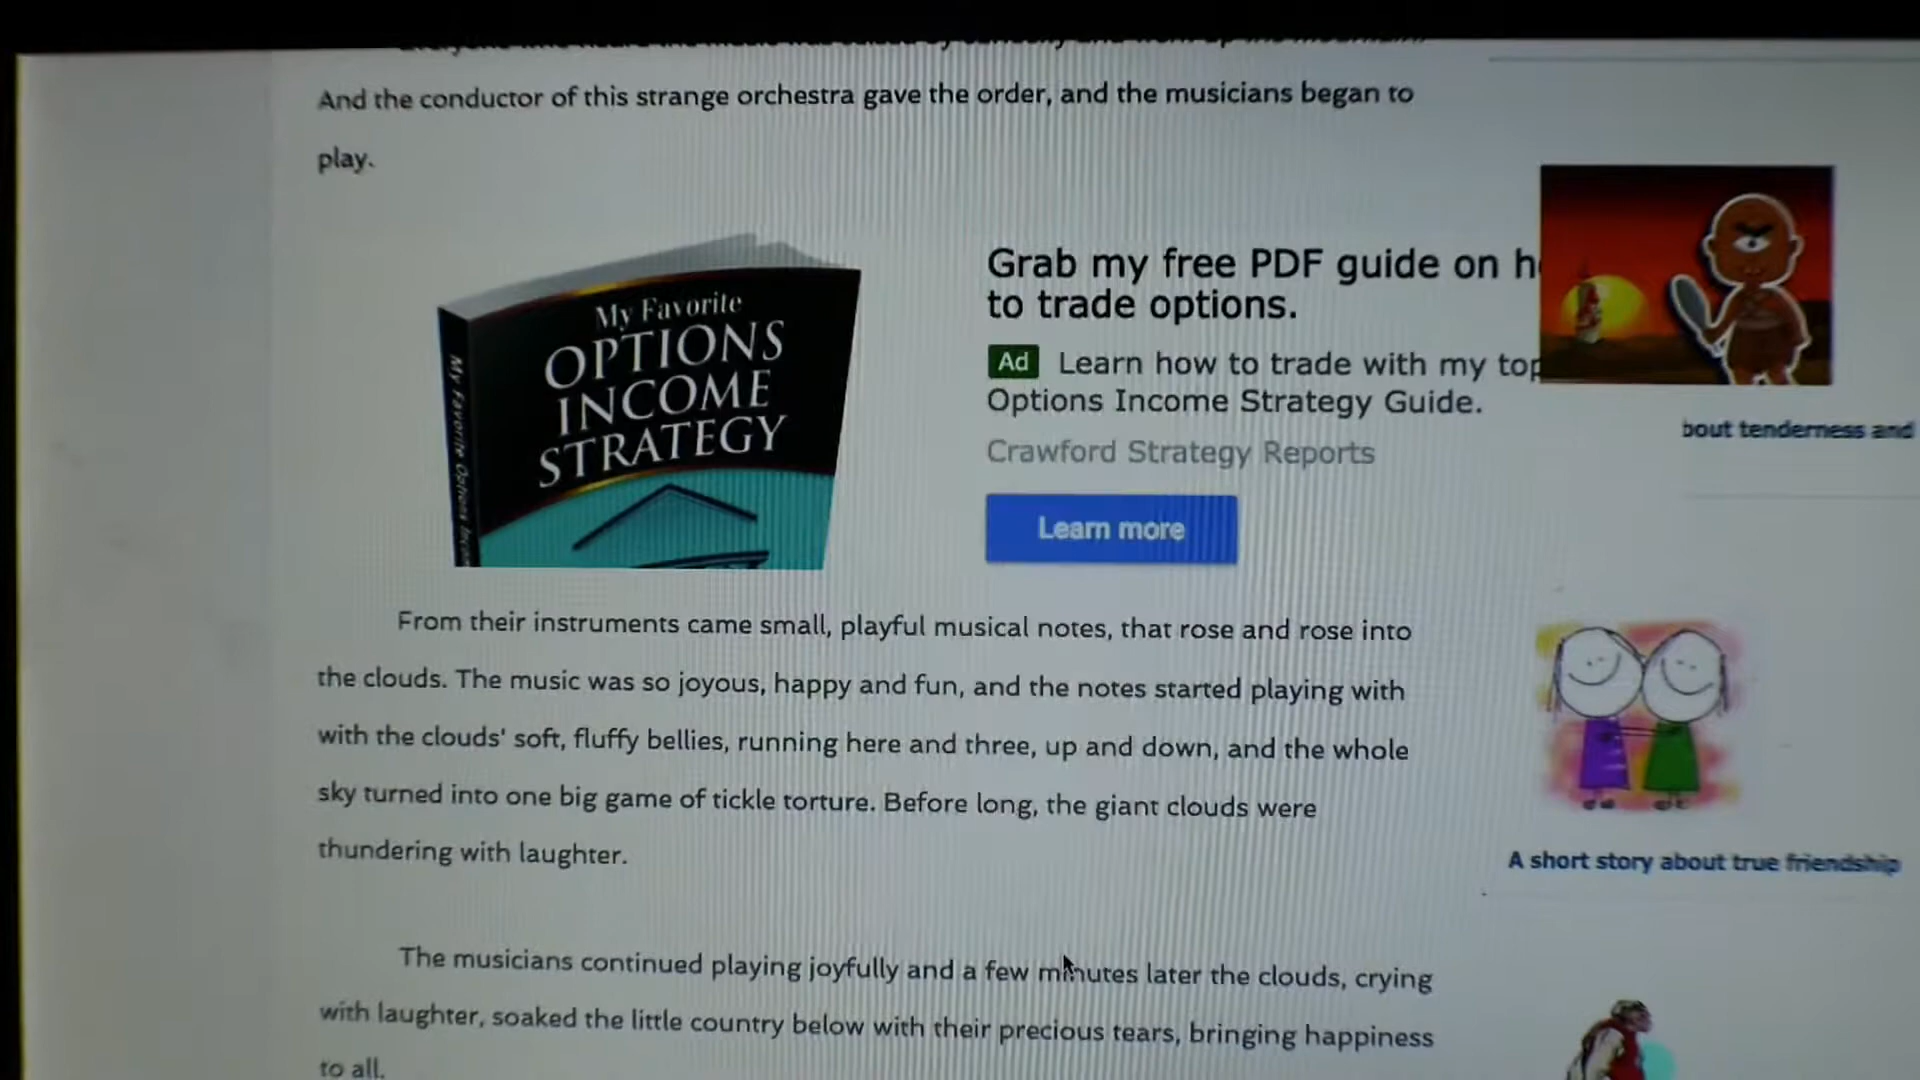 And the conductor of this strange orchestra gave the order, and the musicians began to
play.
My Favorite
OPTIONS
INCOME
STRATEGY
My Favorite Options
Grab my free PDF guide on
to trade options.
Ad Learn how to trade with my top
Options Income Strategy Guide.
Crawford Strategy Reports
Learn more
bout tenderness and
From their instruments came small, playful musical notes, that rose and rose into
the clouds. The music was so joyous, happy and fun, and the notes started playing with
with the clouds' soft, fluffy bellies, running here and three, up and down, and the whole
sky turned into one big game of tickle torture. Before long, the giant clouds were
thundering with laughter.
A short story about true friendship
The musicians continued playing joyfully and a few minutes later the clouds, crying
with laughter, soaked the little country below with their precious tears, bringing happiness
to all.